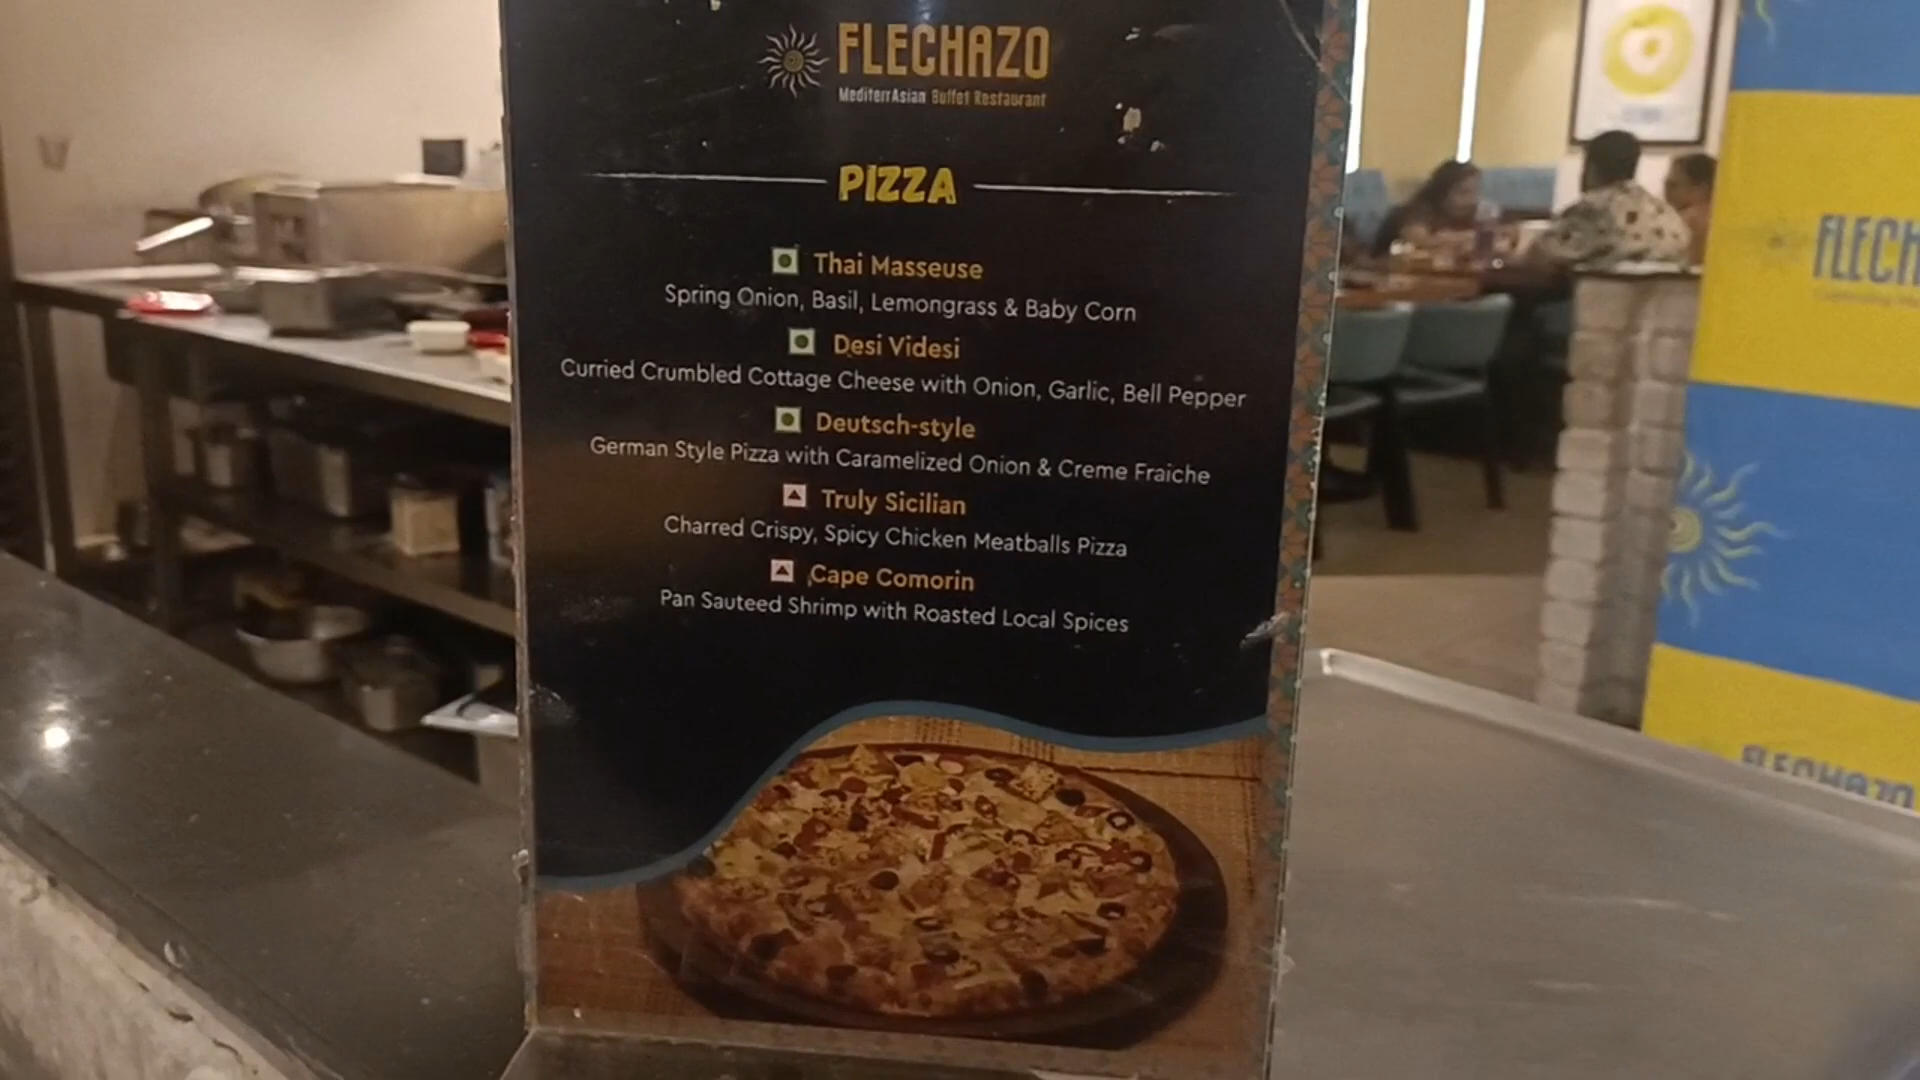 FLECHAZO
MediterrAsian Buffet Restaurant
PIZZA
Thai Masseuse
Spring Onion, Basil, Lemongrass & Baby Corn
Desi Videsi
Curried Crumbled Cottage Cheese with Onion, Garlic, Bell Pepper
Deutsch-style
German Style Pizza with Caramelized Onion & Creme Fraiche
Truly Sicilian
Charred Crispy, Spicy Chicken Meatballs Pizza
Cape Comorin
Pan Sauteed Shrimp with Roasted Local Spices
FLECH
FLECHAZO